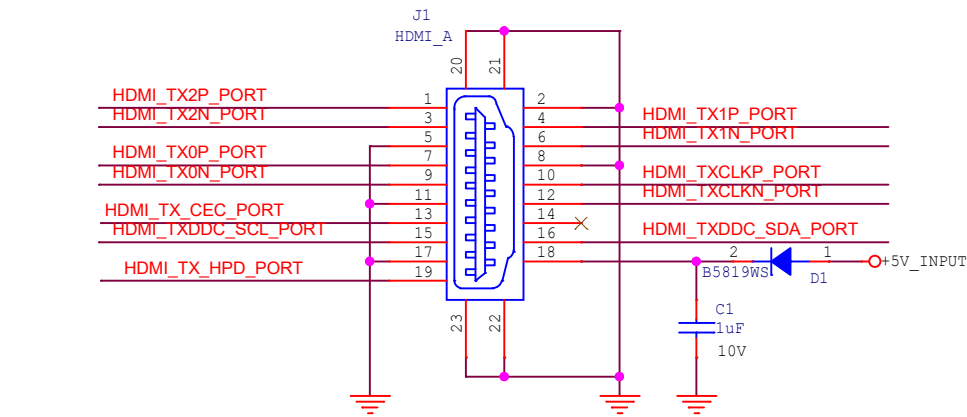 J1
HDMI_A
20
21
HDMI_TX2P_PORT
1
2
HDMI_TX2N_PORT
3
4
HDMI_TX1P_PORT
5
6
HDMI_TX1N_PORT
HDMI_TX0P_PORT
7
8
HDMI_TX0N_PORT
9
10
HDMI_TXCLKP_PORT
11
12
HDMI_TXCLKN_PORT
HDMI_TX_CEC_PORT
13
14
HDMI_TXDDC_SCL_PORT
15
16
HDMI_TXDDC_SDA_PORT
17
18
2
1
+5V_INPUT
HDMI_TX_HPD_PORT
19
B5819WS
D1
23
22
C1
1uF
10V